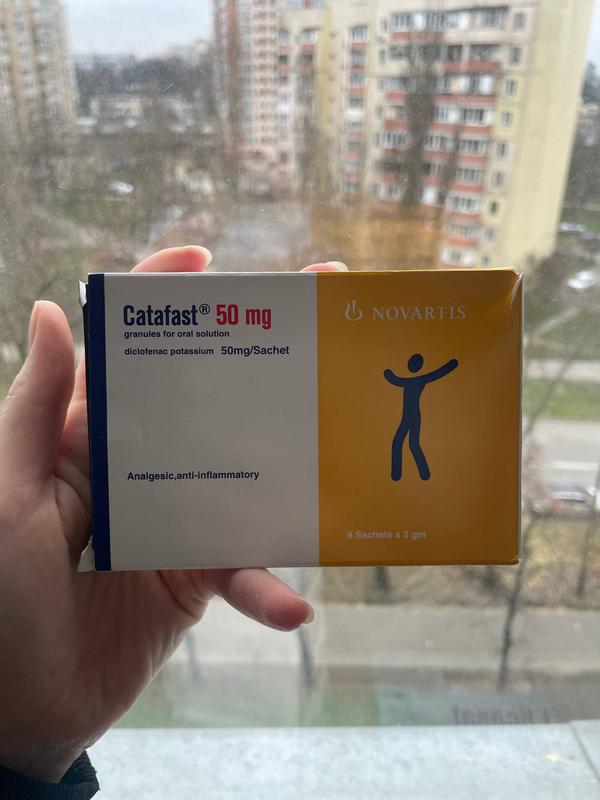 Catafast® 50 mg
granules for oral solution
diclofenac potassium 50mg/Sachet
Analgesic,anti-inflammatory
NOVARTIS
9 Sachets x 2 gm